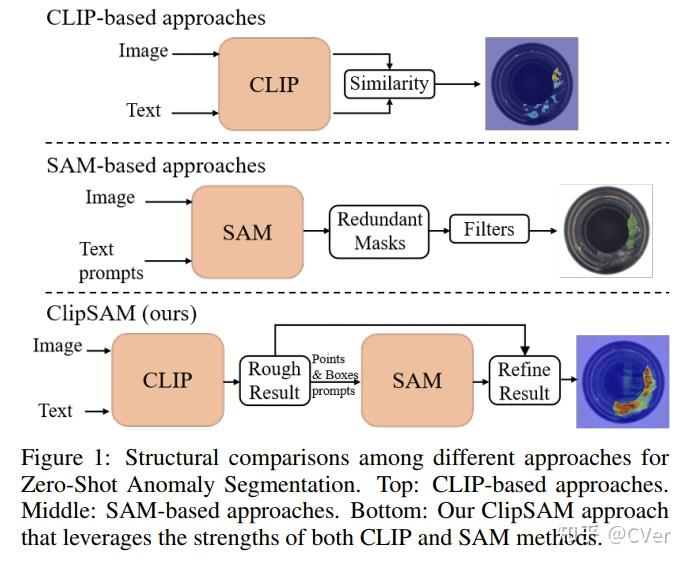 CLIP-based approaches
Image
CLIP
Similarity
Text
SAM-based approaches
Image
SAM
Redundant
Masks
Filters
Text
prompts
ClipSAM (ours)
Image
CLIP
Rough
Result
Points
& Boxes
prompts
SAM
Refine
Result
Text
Figure 1: Structural comparisons among different approaches for
Zero-Shot Anomaly Segmentation. Top: CLIP-based approaches.
Middle: SAM-based approaches. Bottom: Our ClipSAM approach
that leverages the strengths of both CLIP and SAM methods.
知乎 @CVer